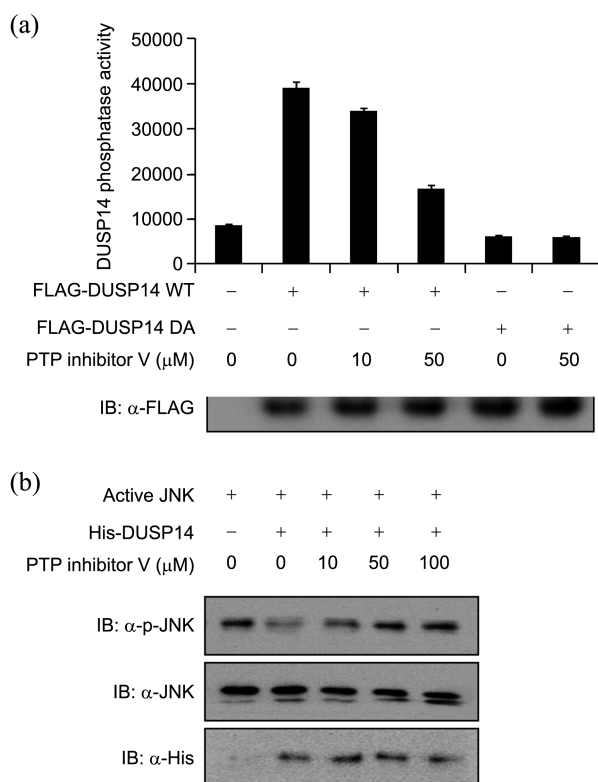 (a)
DUSP14 phosphatase activity
50000
40000
30000
20000
10000
0
FLAG-DUSP14 WT − + + + − −
FLAG-DUSP14 DA − − − − + +
PTP inhibitor V (μM) 0 0 10 50 0 50
IB: α-FLAG
(b)
Active JNK + + + + +
His-DUSP14 − + + + +
PTP inhibitor V (μM) 0 0 10 50 100
IB: α-p-JNK
IB: α-JNK
IB: α-His